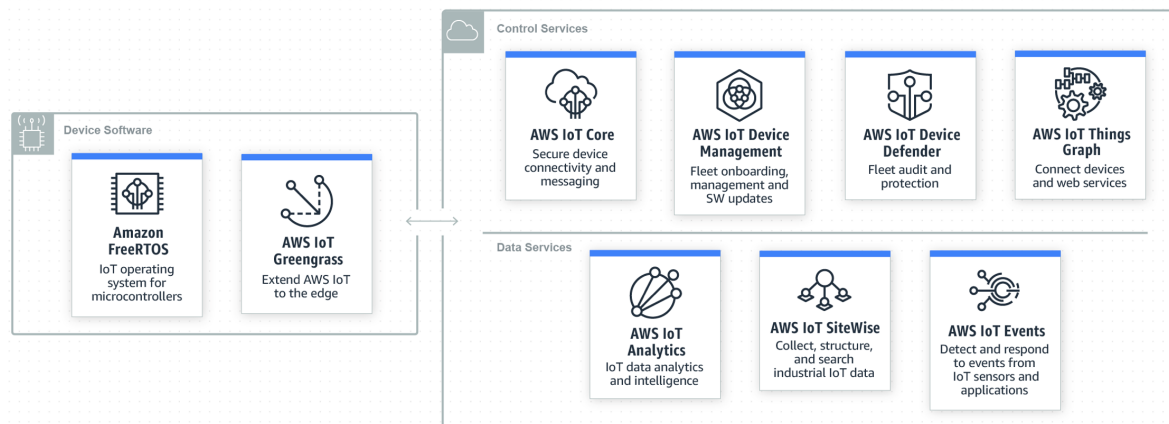 Control Services
AWS IoT Core
Secure device
connectivity and
messaging
AWS IoT Device
Management
Fleet onboarding,
management and
SW updates
AWS IoT Device
Defender
Fleet audit and
protection
AWS IoT Things
Graph
Connect devices
and web services
Device Software
Amazon
FreeRTOS
IoT operating
system for
microcontrollers
AWS IoT
Greengrass
Extend AWS IoT
to the edge
Data Services
AWS IoT
Analytics
IoT data analytics
and intelligence
AWS IoT SiteWise
Collect, structure,
and search
industrial IoT data
AWS IoT Events
Detect and respond
to events from
IoT sensors and
applications